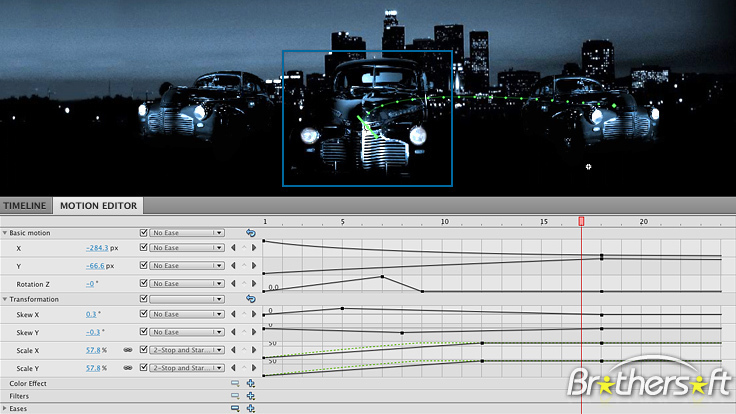 TIMELINE MOTION EDITOR
1 5 10 15 20
Basic motion No Ease
X -284.3 px No Ease
Y -66.6 px No Ease
Rotation Z -0 ° No Ease 0.0
Transformation
Skew X 0.3 ° No Ease 0
Skew Y -0.3 ° No Ease 0
Scale X 57.8 % 2-Stop and Star... 50
Scale Y 57.8 % 2-Stop and Star... 50
Color Effect
Filters
Eases
Brothersoft